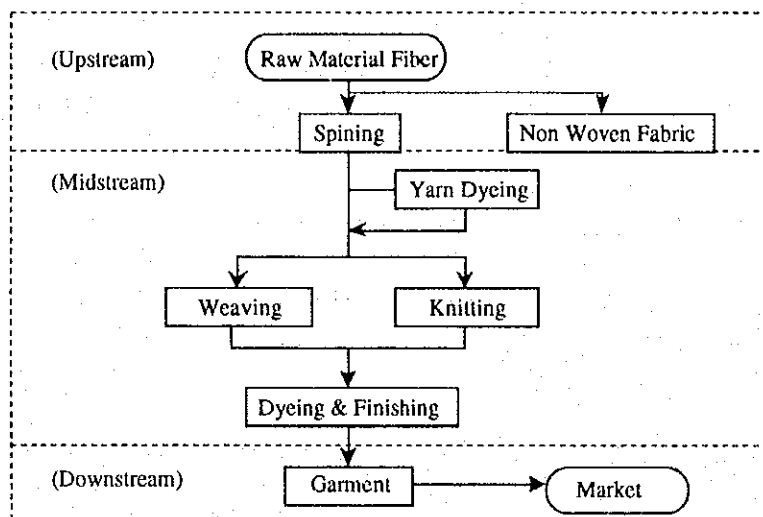 (Upstream)
Raw Material Fiber
Spining
Non Woven Fabric
(Midstream)
Yarn Dyeing
Weaving
Knitting
Dyeing & Finishing
(Downstream)
Garment
Market